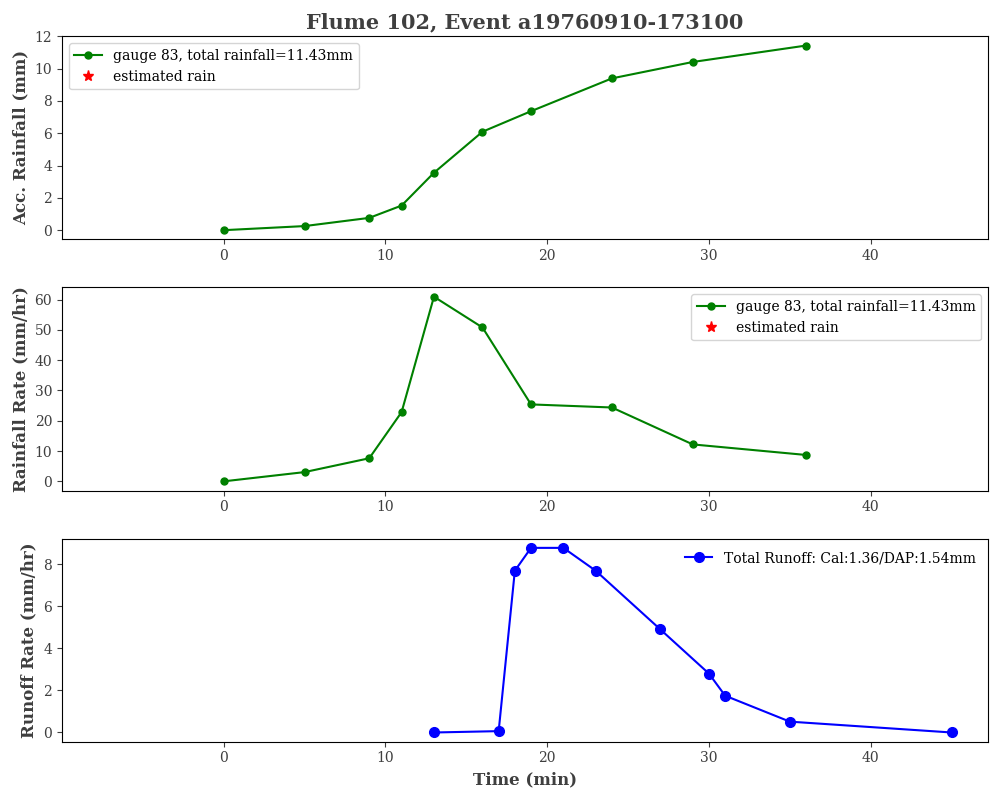 Flume 102, Event a19760910-173100
Acc. Rainfall (mm)
12
10
8
6
4
2
0
gauge 83, total rainfall=11.43mm
estimated rain
0 10 20 30 40
Rainfall Rate (mm/hr)
60
50
40
30
20
10
0
gauge 83, total rainfall=11.43mm
estimated rain
0 10 20 30 40
Runoff Rate (mm/hr)
8
6
4
2
0
Total Runoff: Cal:1.36/DAP:1.54mm
0 10 20 30 40
Time (min)